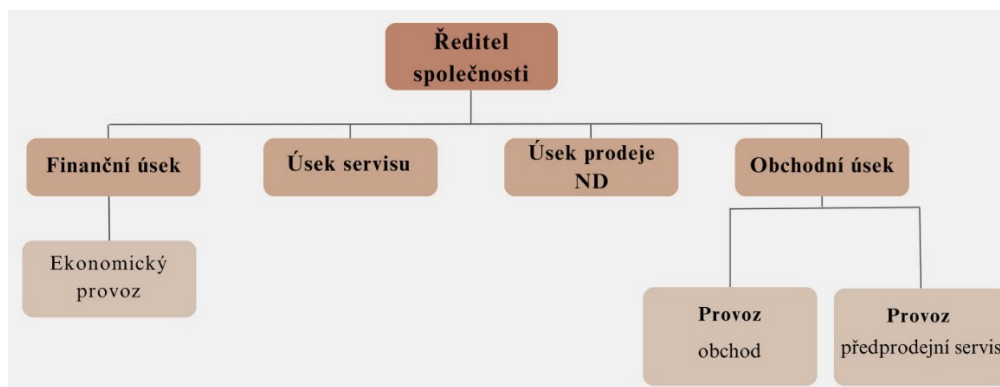 Ředitel
společnosti
Finanční úsek
Úsek servisu
Úsek prodeje
ND
Obchodní úsek
Ekonomický
provoz
Provoz
obchod
Provoz
předprodejní servis